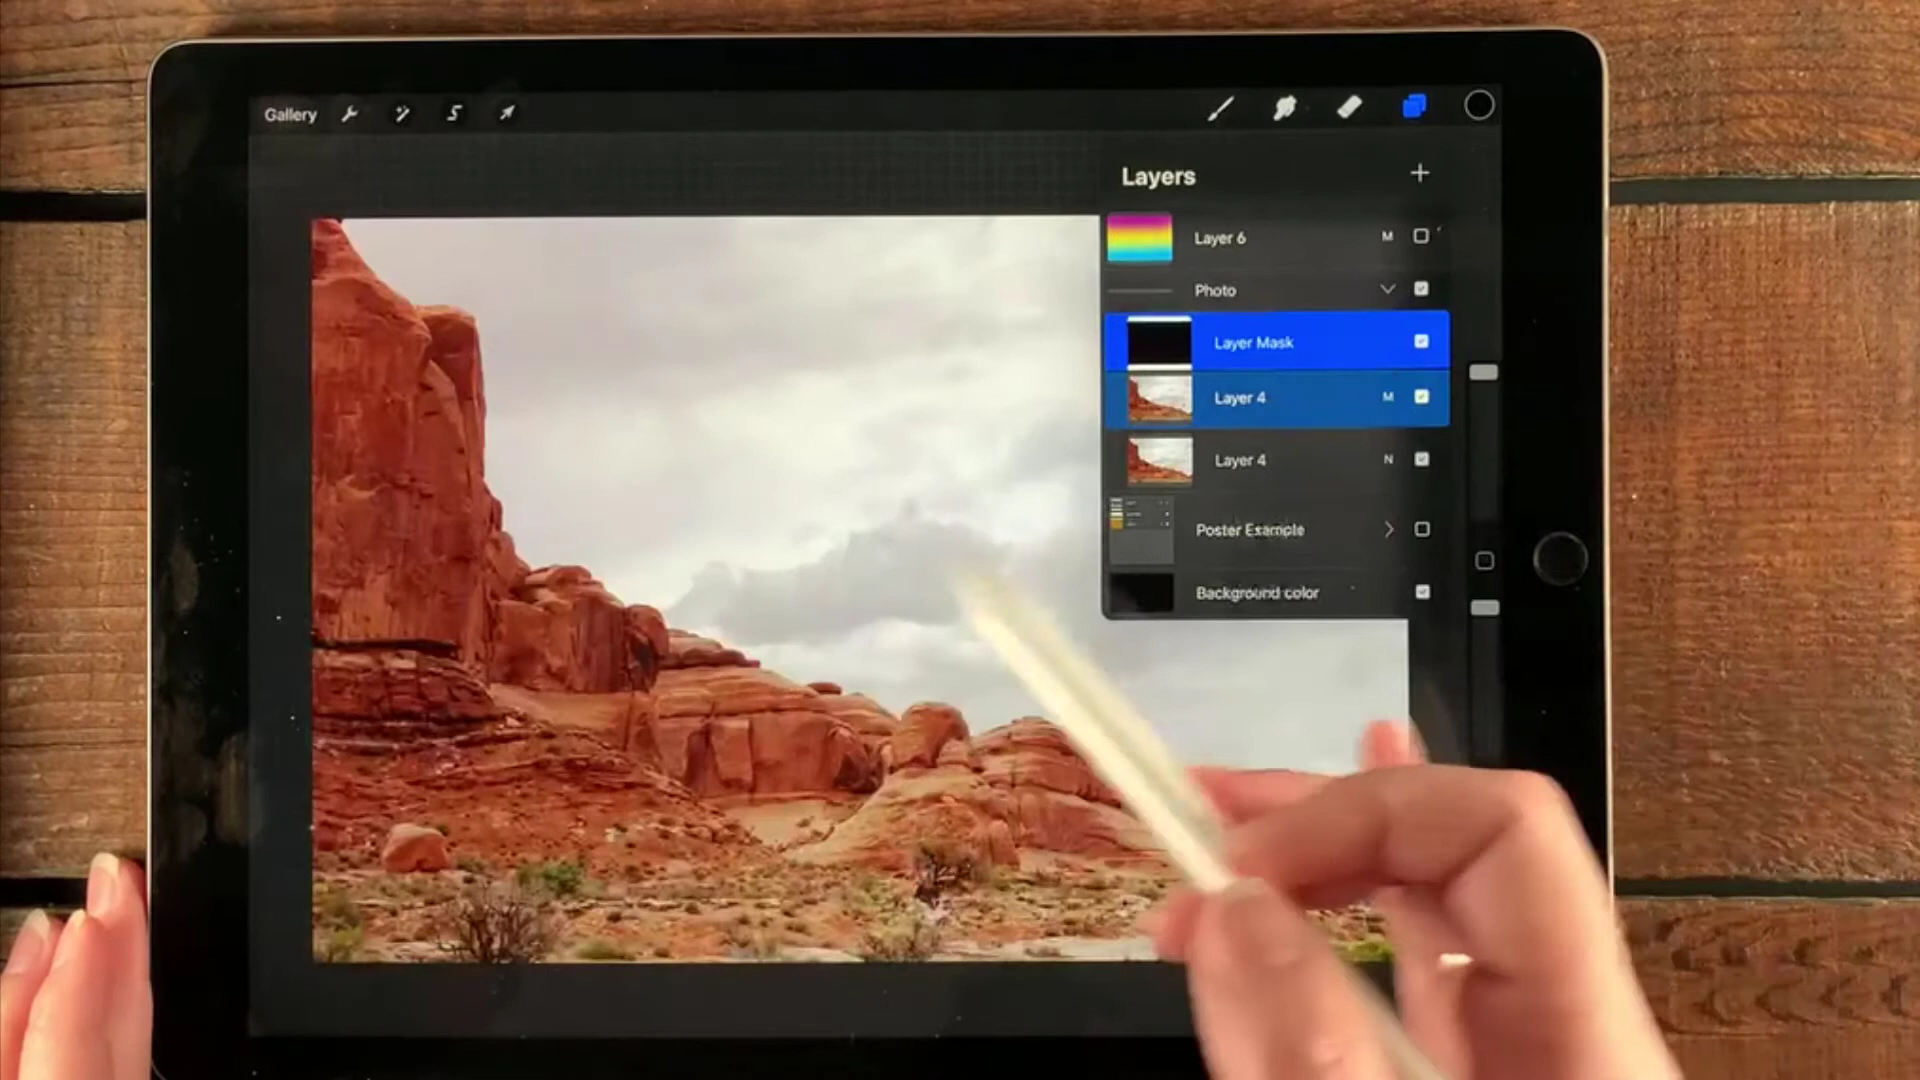 Gallery
Layers
Layer 6 M
Photo
Layer Mask
Layer 4 M
Layer 4 N
Poster Example
Background color